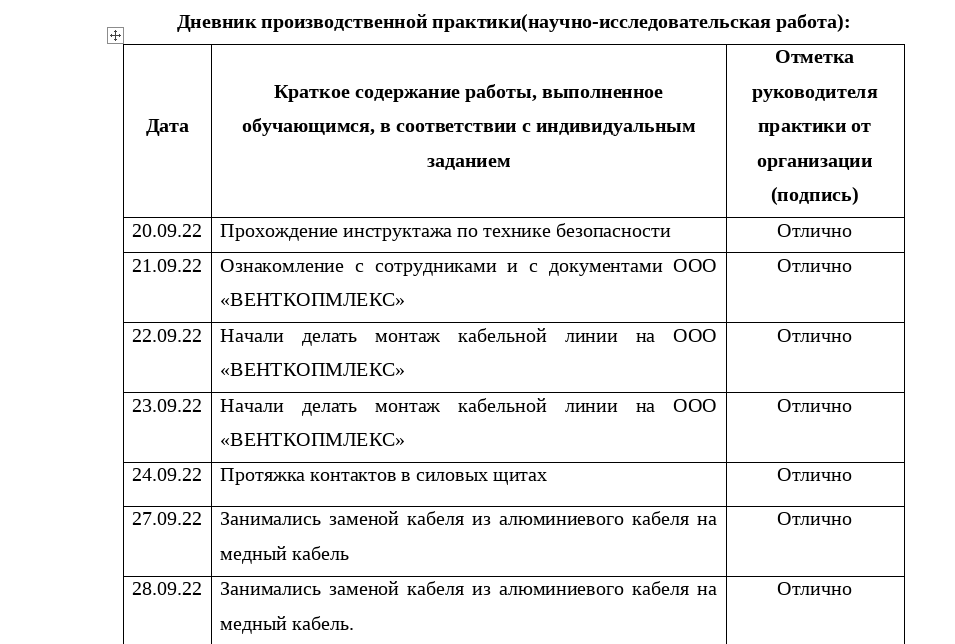 Дневник производственной практики(научно-исследовательская работа):
Дата
Краткое содержание работы, выполненное
обучающимся, в соответствии с индивидуальным
заданием
Отметка
руководителя
практики от
организации
(подпись)
20.09.22 Прохождение инструктажа по технике безопасности Отлично
21.09.22 Ознакомление с сотрудниками и с документами ООО Отлично
«ВЕНТКОПМЛЕКС»
22.09.22 Начали делать монтаж кабельной линии на ООО Отлично
«ВЕНТКОПМЛЕКС»
23.09.22 Начали делать монтаж кабельной линии на ООО Отлично
«ВЕНТКОПМЛЕКС»
24.09.22 Протяжка контактов в силовых щитах Отлично
27.09.22 Занимались заменой кабеля из алюминиевого кабеля на Отлично
медный кабель
28.09.22 Занимались заменой кабеля из алюминиевого кабеля на Отлично
медный кабель.